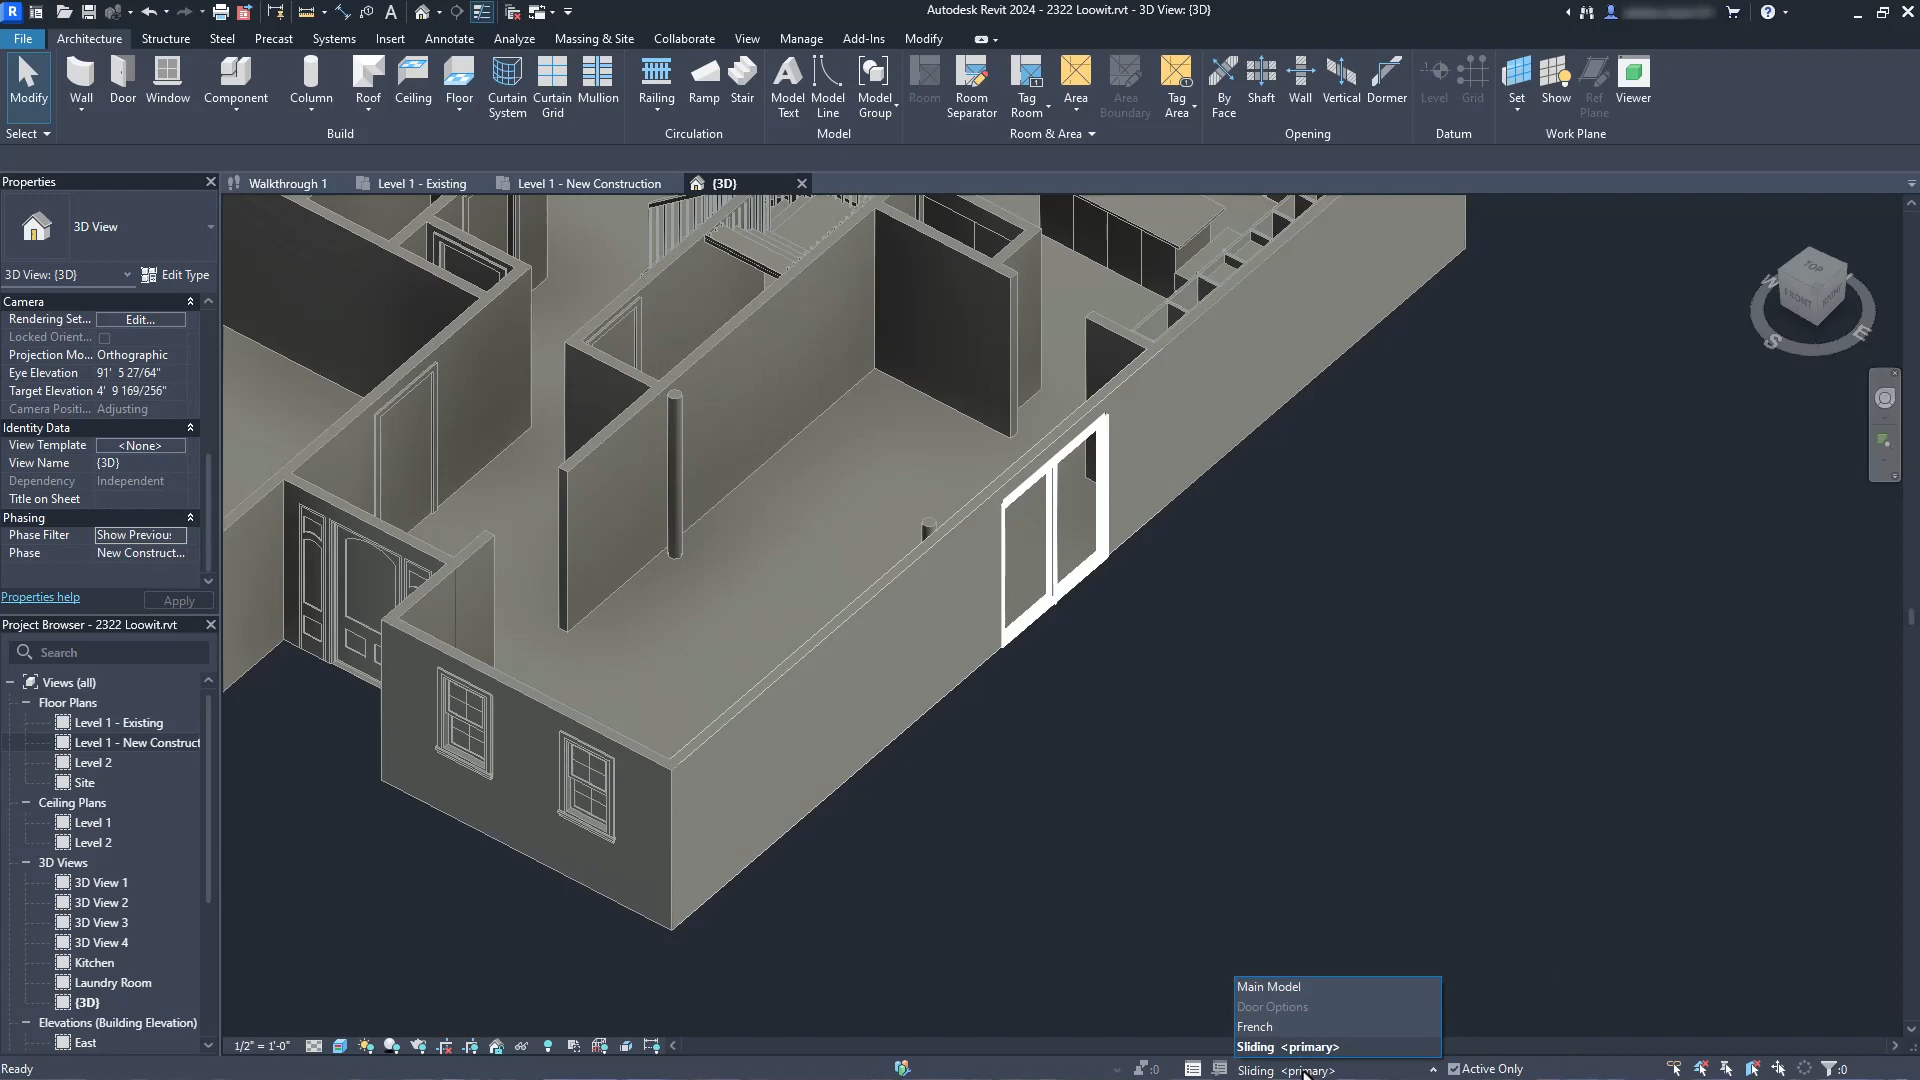 Autodesk Revit 2024 - 2322 Loowit.rvt - 3D View: {3D}
File Architecture Structure Steel Precast Systems Insert Annotate Analyze Massing & Site Collaborate View Manage Add-Ins Modify
Modify Wall Door Window Component Column Roof Ceiling Floor Curtain System Curtain Grid Mullion Railing Ramp Stair Model Text Model Line Model Group Room Room Separator Tag Room Area Area Boundary Tag Area By Face Shaft Wall Vertical Dormer Level Grid Set Show Ref Plane Viewer
Select Build Circulation Model Room & Area Opening Datum Work Plane
Properties
Walkthrough 1 Level 1 - Existing Level 1 - New Construction {3D}
3D View
3D View: {3D} Edit Type
Camera
Rendering Set... Edit...
Locked Orient...
Projection Mo... Orthographic
Eye Elevation 91' 5 27/64"
Target Elevation 4' 9 169/256"
Camera Positi... Adjusting
Identity Data
View Template <None>
View Name {3D}
Dependency Independent
Title on Sheet
Phasing
Phase Filter Show Previou
Phase New Construct...
Properties help Apply
Project Browser - 2322 Loowit.rvt
Search
Views (all)
Floor Plans
Level 1 - Existing
Level 1 - New Construct
Level 2
Site
Ceiling Plans
Level 1
Level 2
3D Views
3D View 1
3D View 2
3D View 3
3D View 4
Kitchen
Laundry Room
{3D}
Elevations (Building Elevation)
East
TOP
FRONT
RIGHT
W
S
E
Main Model
Door Options
French
Sliding <primary>
1/2" = 1'-0"
Ready
:0
Sliding <primary>
Active Only
:0